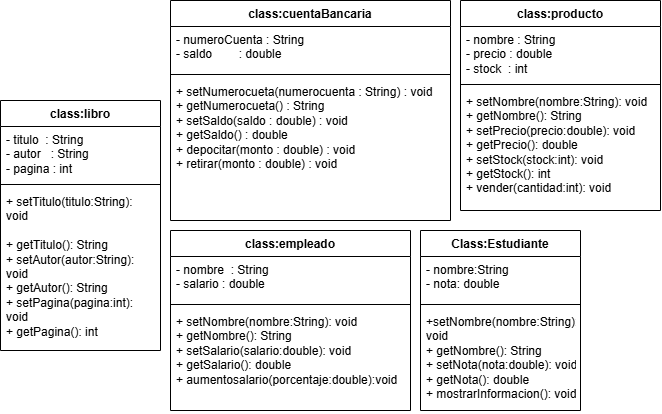 class:cuentaBancaria
- numeroCuenta : String
- saldo : double
+ setNumerocueta(numerocuenta : String) : void
+ getNumerocueta() : String
+ setSaldo(saldo : double) : void
+ getSaldo() : double
+ depocitar(monto : double) : void
+ retirar(monto : double) : void
class:producto
- nombre : String
- precio : double
- stock : int
+ setNombre(nombre:String): void
+ getNombre(): String
+ setPrecio(precio:double): void
+ getPrecio(): double
+ setStock(stock:int): void
+ getStock(): int
+ vender(cantidad:int): void
class:libro
- titulo : String
- autor : String
- pagina : int
+ setTitulo(titulo:String):
void
+ getTitulo(): String
+ setAutor(autor:String):
void
+ getAutor(): String
+ setPagina(pagina:int):
void
+ getPagina(): int
class:empleado
- nombre : String
- salario : double
+ setNombre(nombre:String): void
+ getNombre(): String
+ setSalario(salario:double): void
+ getSalario(): double
+ aumentosalario(porcentaje:double):void
Class:Estudiante
- nombre:String
- nota: double
+setNombre(nombre:String)
void
+ getNombre(): String
+ setNota(nota:double): void
+ getNota(): double
+ mostrarInformacion(): void